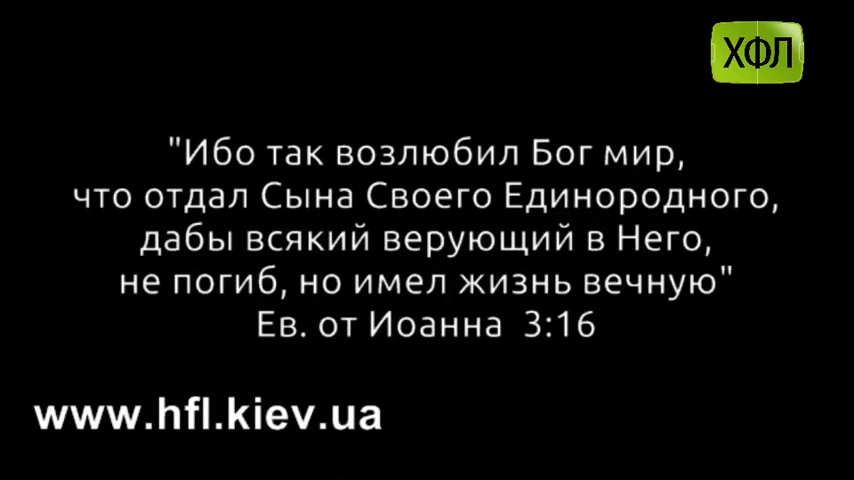 ХФЛ
"Ибо так возлюбил Бог мир,
что отдал Сына Своего Единородного,
дабы всякий верующий в Него,
не погиб, но имел жизнь вечную"
Ев. от Иоанна 3:16
www.hfl.kiev.ua